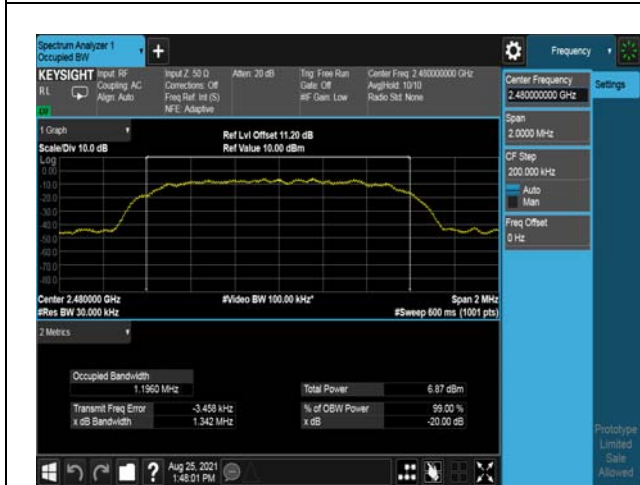 Spectrum Analyzer 1
Occupied BW
+
Frequency
KEYSIGHT
RL
Input: RF
Coupling: AC
Align: Auto
Input Z: 50 Ω
Corrections: Off
Freq Ref: Int (S)
NFE: Adaptive
Atten: 20 dB
Trig: Free Run
Gate: Off
#IF Gain: Low
Center Freq: 2.480000000 GHz
Avg|Hold: 10/10
Radio Std: None
Center Frequency
2.480000000 GHz
Settings
Span
2.0000 MHz
CF Step
200.000 kHz
Auto
Man
Freq Offset
0 Hz
1 Graph
Scale/Div 10.0 dB
Ref Lvl Offset 11.20 dB
Ref Value 10.00 dBm
Log
0.00
-10.0
-20.0
-30.0
-40.0
-50.0
-60.0
-70.0
-80.0
Center 2.480000 GHz
#Video BW 100.00 kHz*
Span 2 MHz
#Res BW 30.000 kHz
#Sweep 600 ms (1001 pts)
2 Metrics
Occupied Bandwidth
1.1960 MHz
Total Power 6.87 dBm
Transmit Freq Error -3.458 kHz
% of OBW Power 99.00 %
x dB Bandwidth 1.342 MHz
x dB -20.00 dB
Prototype
Limited
Sale
Allowed
?
Aug 25, 2021
1:48:01 PM